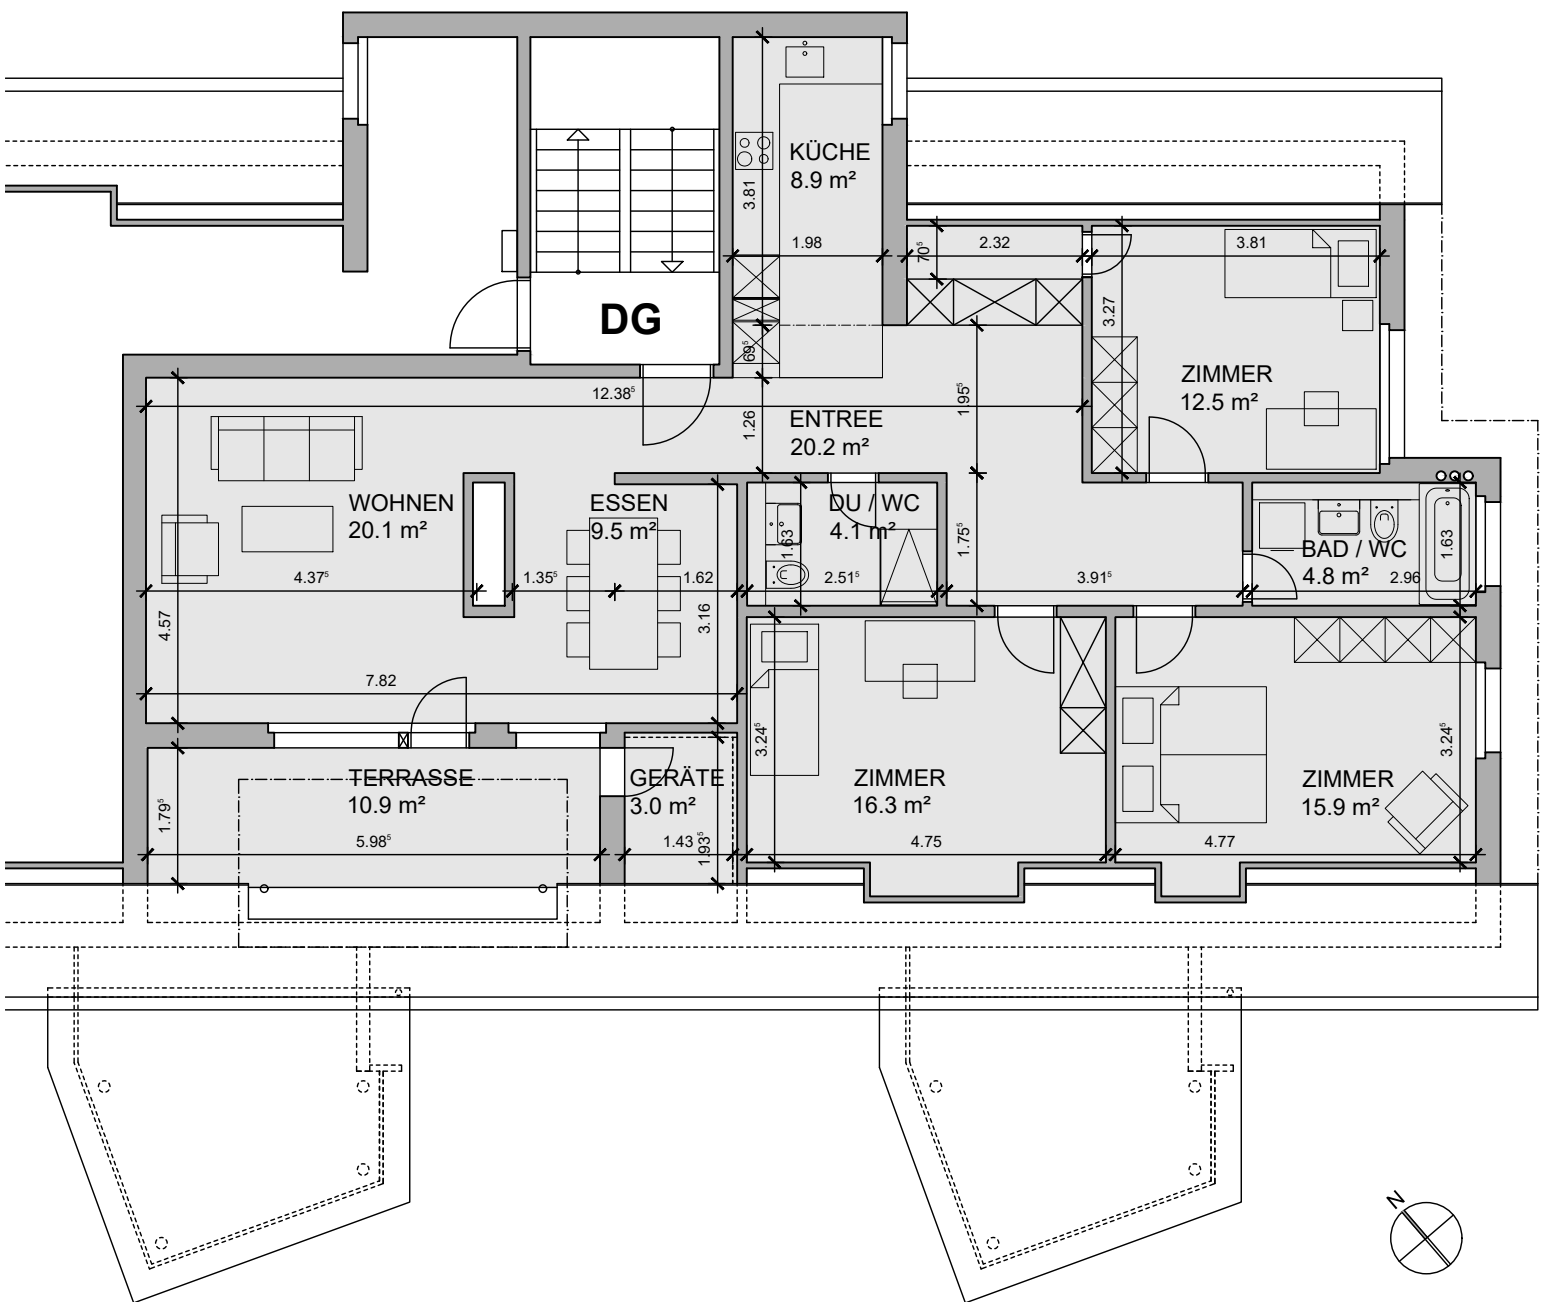 KÜCHE
8.9 m²
3.81
1.98
70⁵
2.32
3.81
3.27
DG
69⁵
ZIMMER
12.5 m²
12.38⁵
1.26
ENTREE
20.2 m²
1.95⁵
WOHNEN
20.1 m²
ESSEN
9.5 m²
DU / WC
4.1 m²
1.63
1.75⁵
BAD / WC
4.8 m²
1.63
4.37⁵
1.35⁵
1.62
2.51⁵
3.91⁵
2.96
4.57
3.16
7.82
3.24⁵
3.24⁵
TERRASSE
10.9 m²
GERÄTE
3.0 m²
ZIMMER
16.3 m²
ZIMMER
15.9 m²
1.79⁵
5.98⁵
1.43
1.93⁵
4.75
4.77
N